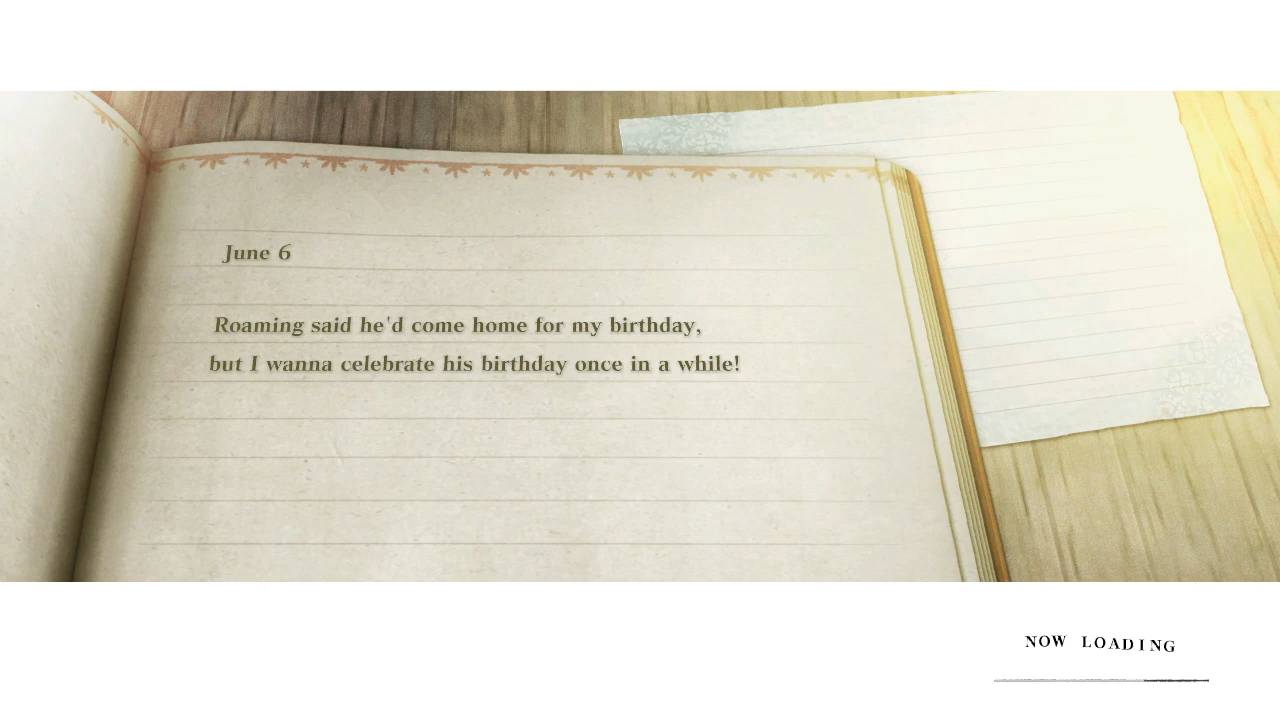 June 6
Roaming said he'd come home for my birthday,
but I wanna celebrate his birthday once in a while!
NOW LOADING